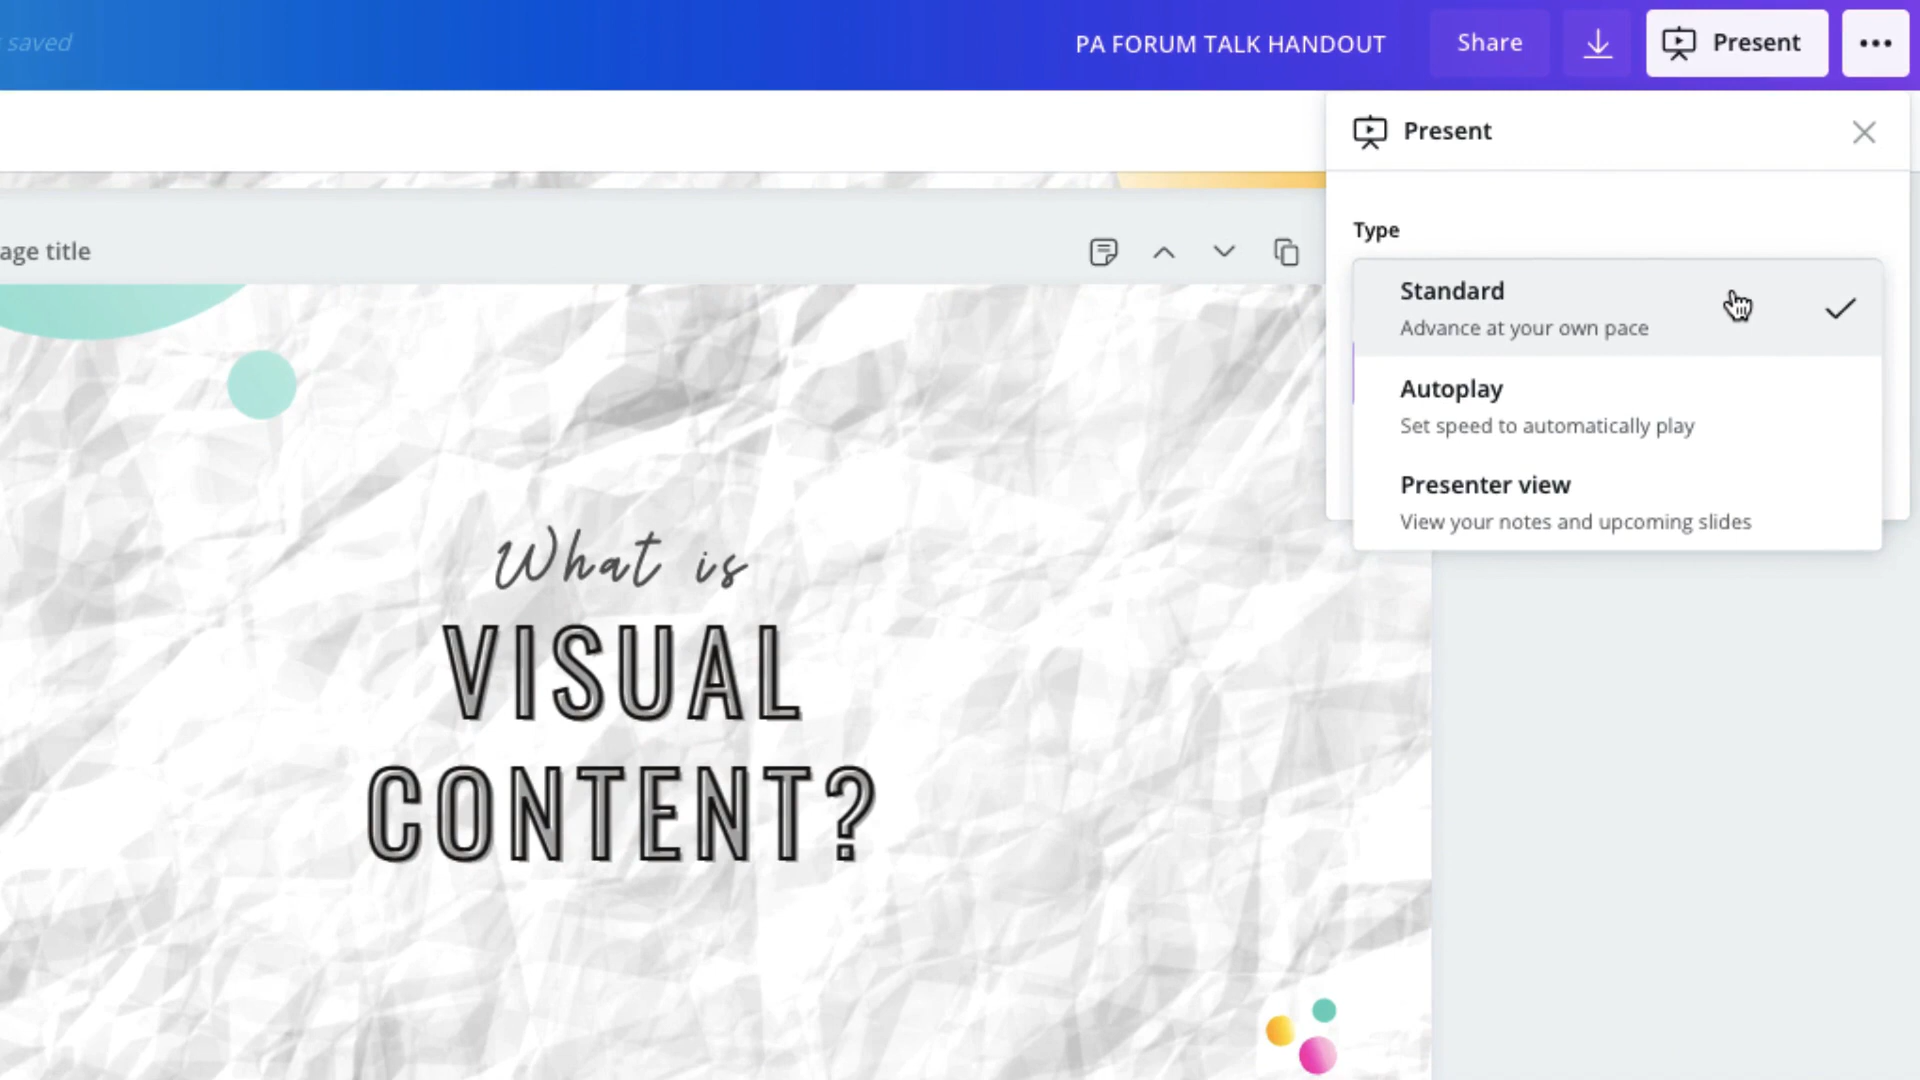 saved
PA FORUM TALK HANDOUT
Share
Present
Present
age title
Type
Standard
Advance at your own pace
Autoplay
Set speed to automatically play
Presenter view
View your notes and upcoming slides
What is
VISUAL
CONTENT?